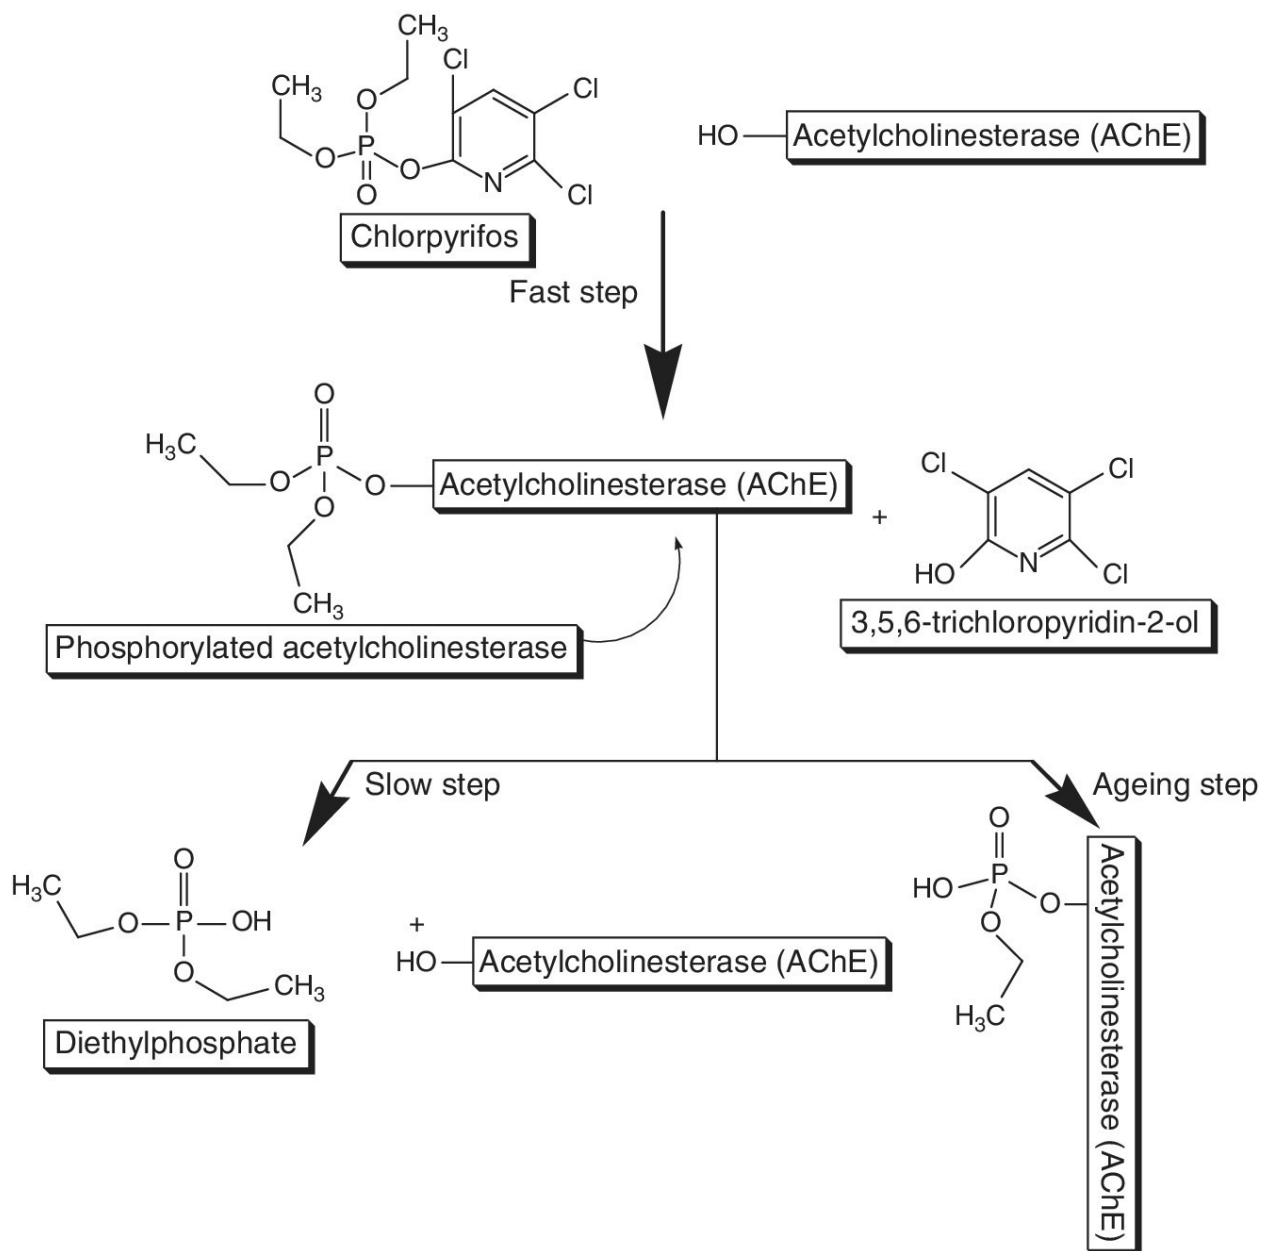 CH₃
Cl
CH₃
Cl
O
HO
Acetylcholinesterase (AChE)
P
O
O
N
O
Cl
Chlorpyrifos
Fast step
O
H₃C
P
O
O
Acetylcholinesterase (AChE)
O
CH₃
+
Cl
Cl
HO
N
Cl
Phosphorylated acetylcholinesterase
3,5,6-trichloropyridin-2-ol
Slow step
Ageing step
O
H₃C
O
P
OH
O
CH₃
Diethylphosphate
+
HO
Acetylcholinesterase (AChE)
O
HO
P
O
O
H₃C
Acetylcholinesterase (AChE)